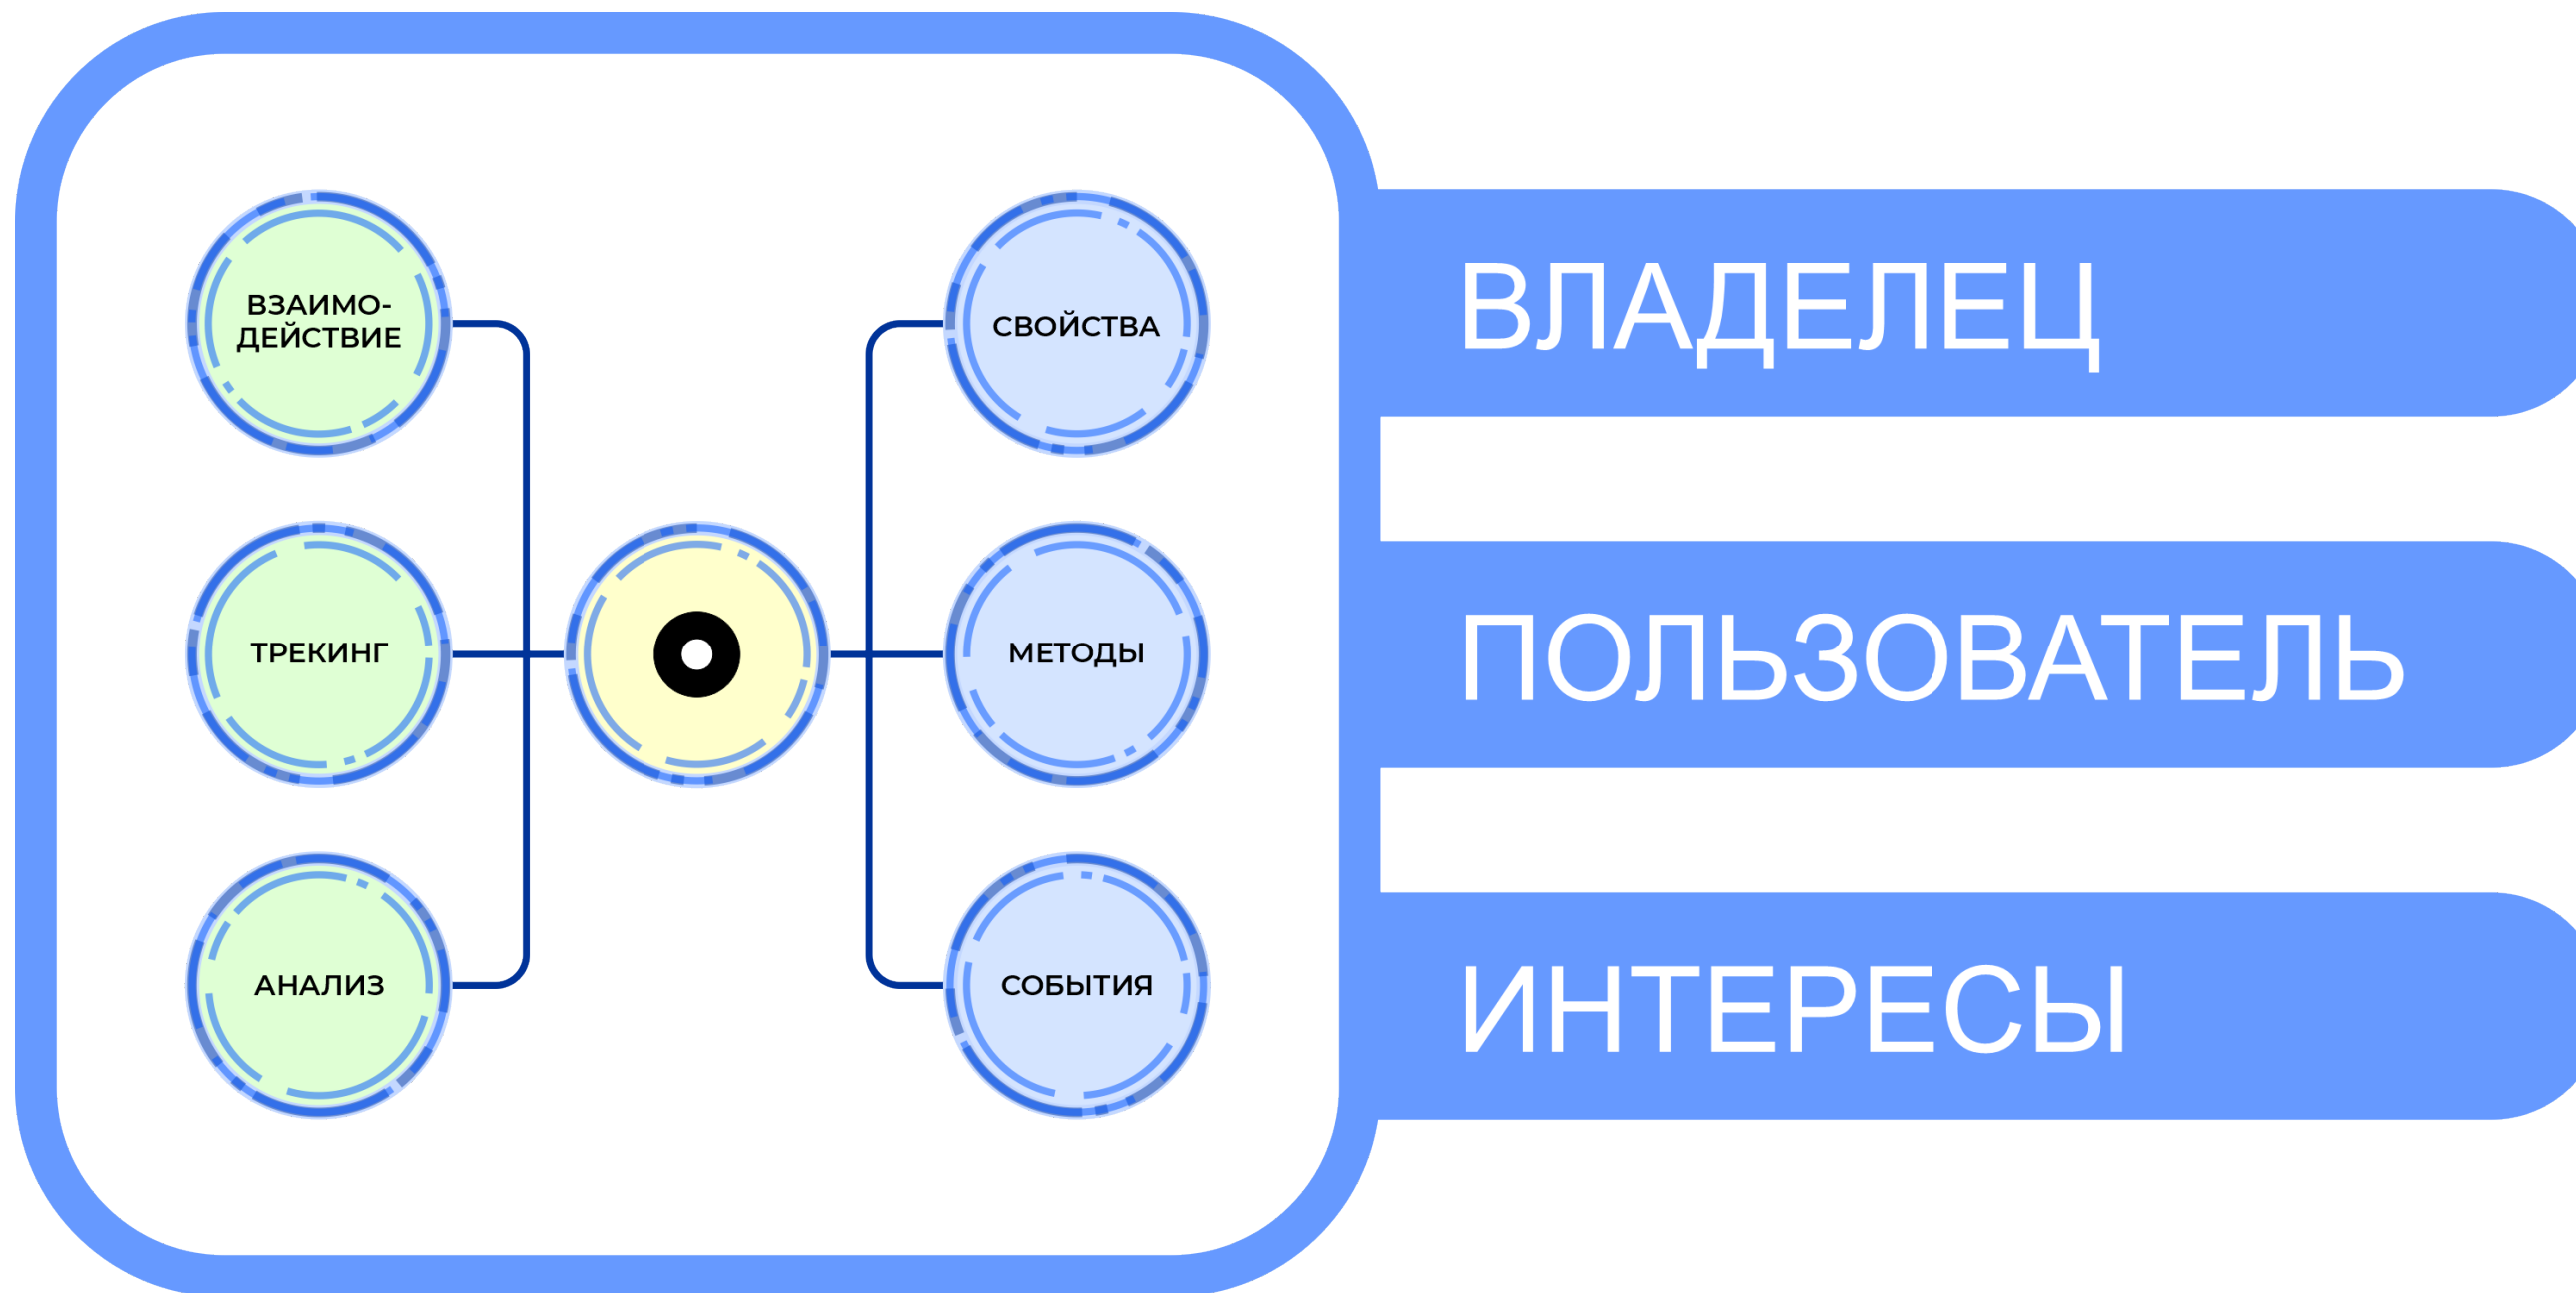 ВЗАИМО-
ДЕЙСТВИЕ
ТРЕКИНГ
АНАЛИЗ
СВОЙСТВА
МЕТОДЫ
СОБЫТИЯ
ВЛАДЕЛЕЦ
ПОЛЬЗОВАТЕЛЬ
ИНТЕРЕСЫ